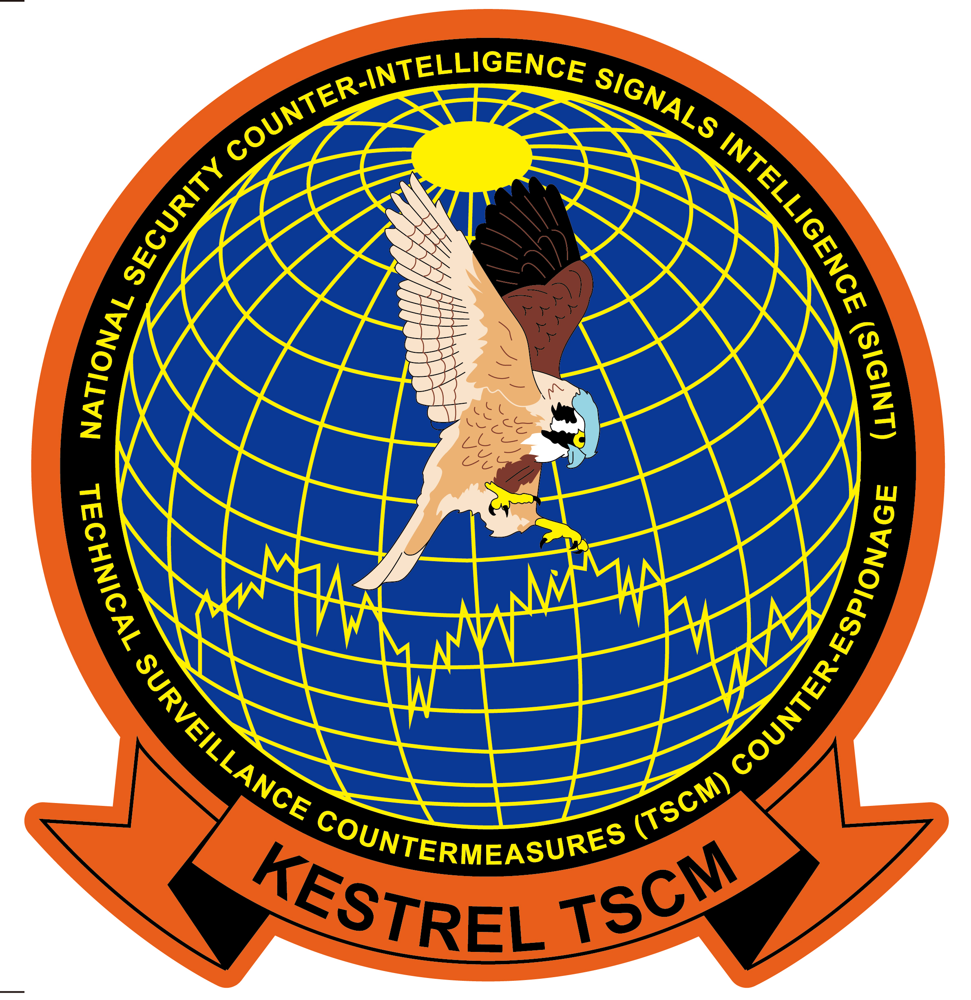 NATIONAL SECURITY COUNTER-INTELLIGENCE SIGNALS INTELLIGENCE (SIGINT)
TECHNICAL SURVEILLANCE COUNTERMEASURES (TSCM) COUNTER-ESPIONAGE
KESTREL TSCM